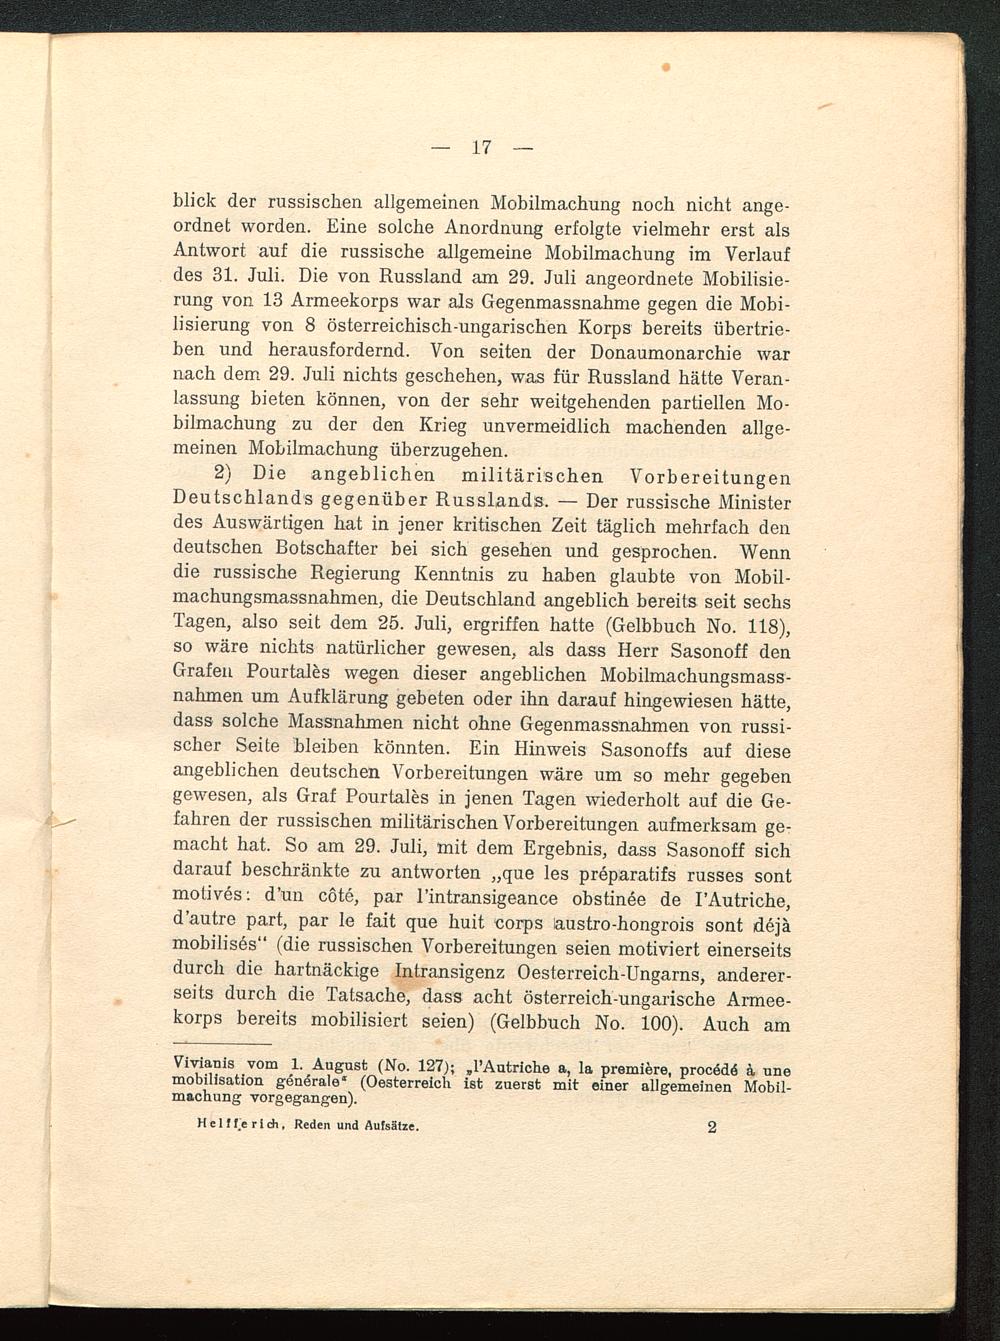 — 17 —
blick der russischen allgemeinen Mobilmachung noch nicht ange-
ordnet worden. Eine solche Anordnung erfolgte vielmehr erst als
Antwort auf die russische allgemeine Mobilmachung im Verlauf
des 31. Juli. Die von Russland am 29. Juli angeordnete Mobilisie-
rung von 13 Armeekorps war als Gegenmassnahme gegen die Mobi-
lisierung von 8 österreichisch-ungarischen Korps bereits übertrie-
ben und herausfordernd. Von seiten der Donaumonarchie war
nach dem 29. Juli nichts geschehen, was für Russland hätte Veran-
lassung bieten können, von der sehr weitgehenden partiellen Mo-
bilmachung zu der den Krieg unvermeidlich machenden allge-
meinen Mobilmachung überzugehen.
2) Die angeblichen militärischen Vorbereitungen
Deutschlands gegenüber Russlands. — Der russische Minister
des Auswärtigen hat in jener kritischen Zeit täglich mehrfach den
deutschen Botschafter bei sich gesehen und gesprochen. Wenn
die russische Regierung Kenntnis zu haben glaubte von Mobil-
machungsmassnahmen, die Deutschland angeblich bereits seit sechs
Tagen, also seit dem 25. Juli, ergriffen hatte (Gelbbuch No. 118),
so wäre nichts natürlicher gewesen, als dass Herr Sasonoff den
Grafen Pourtalès wegen dieser angeblichen Mobilmachungsmass-
nahmen um Aufklärung gebeten oder ihn darauf hingewiesen hätte,
dass solche Massnahmen nicht ohne Gegenmassnahmen von russi-
scher Seite bleiben könnten. Ein Hinweis Sasonoffs auf diese
angeblichen deutschen Vorbereitungen wäre um so mehr gegeben
gewesen, als Graf Pourtalès in jenen Tagen wiederholt auf die Ge-
fahren der russischen militärischen Vorbereitungen aufmerksam ge-
macht hat. So am 29. Juli, mit dem Ergebnis, dass Sasonoff sich
darauf beschränkte zu antworten „que les préparatifs russes sont
motivés: d'un côté, par l'intransigeance obstinée de l'Autriche,
d'autre part, par le fait que huit corps austro-hongrois sont déjà
mobilisés“ (die russischen Vorbereitungen seien motiviert einerseits
durch die hartnäckige Intransigenz Oesterreich-Ungarns, anderer-
seits durch die Tatsache, dass acht österreich-ungarische Armee-
korps bereits mobilisiert seien) (Gelbbuch No. 100). Auch am
Vivianis vom 1. August (No. 127); „l'Autriche a, la première, procédé à une
mobilisation générale“ (Oesterreich ist zuerst mit einer allgemeinen Mobil-
machung vorgegangen).
Helfferich, Reden und Aufsätze. 2